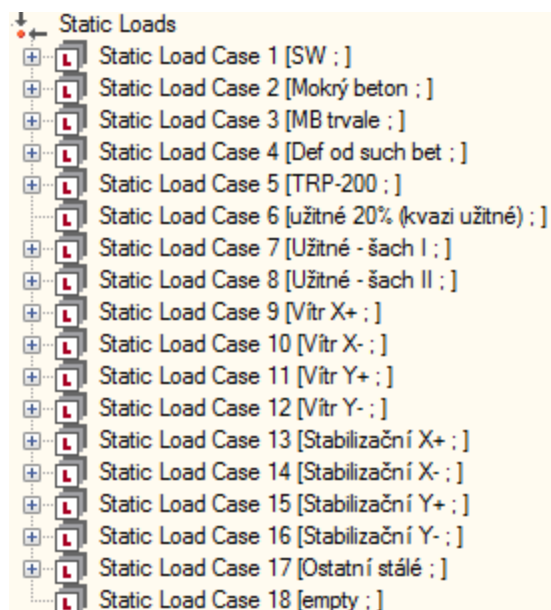 Static Loads
Static Load Case 1 [SW ; ]
Static Load Case 2 [Mokrý beton ; ]
Static Load Case 3 [MB trvale ; ]
Static Load Case 4 [Def od such bet ; ]
Static Load Case 5 [TRP-200 ; ]
Static Load Case 6 [užitné 20% (kvazi užitné) ; ]
Static Load Case 7 [Užitné - šach I ; ]
Static Load Case 8 [Užitné - šach II ; ]
Static Load Case 9 [Vítr X+ ; ]
Static Load Case 10 [Vítr X- ; ]
Static Load Case 11 [Vítr Y+ ; ]
Static Load Case 12 [Vítr Y- ; ]
Static Load Case 13 [Stabilizační X+ ; ]
Static Load Case 14 [Stabilizační X- ; ]
Static Load Case 15 [Stabilizační Y+ ; ]
Static Load Case 16 [Stabilizační Y- ; ]
Static Load Case 17 [Ostatní stálé ; ]
Static Load Case 18 [empty ; ]